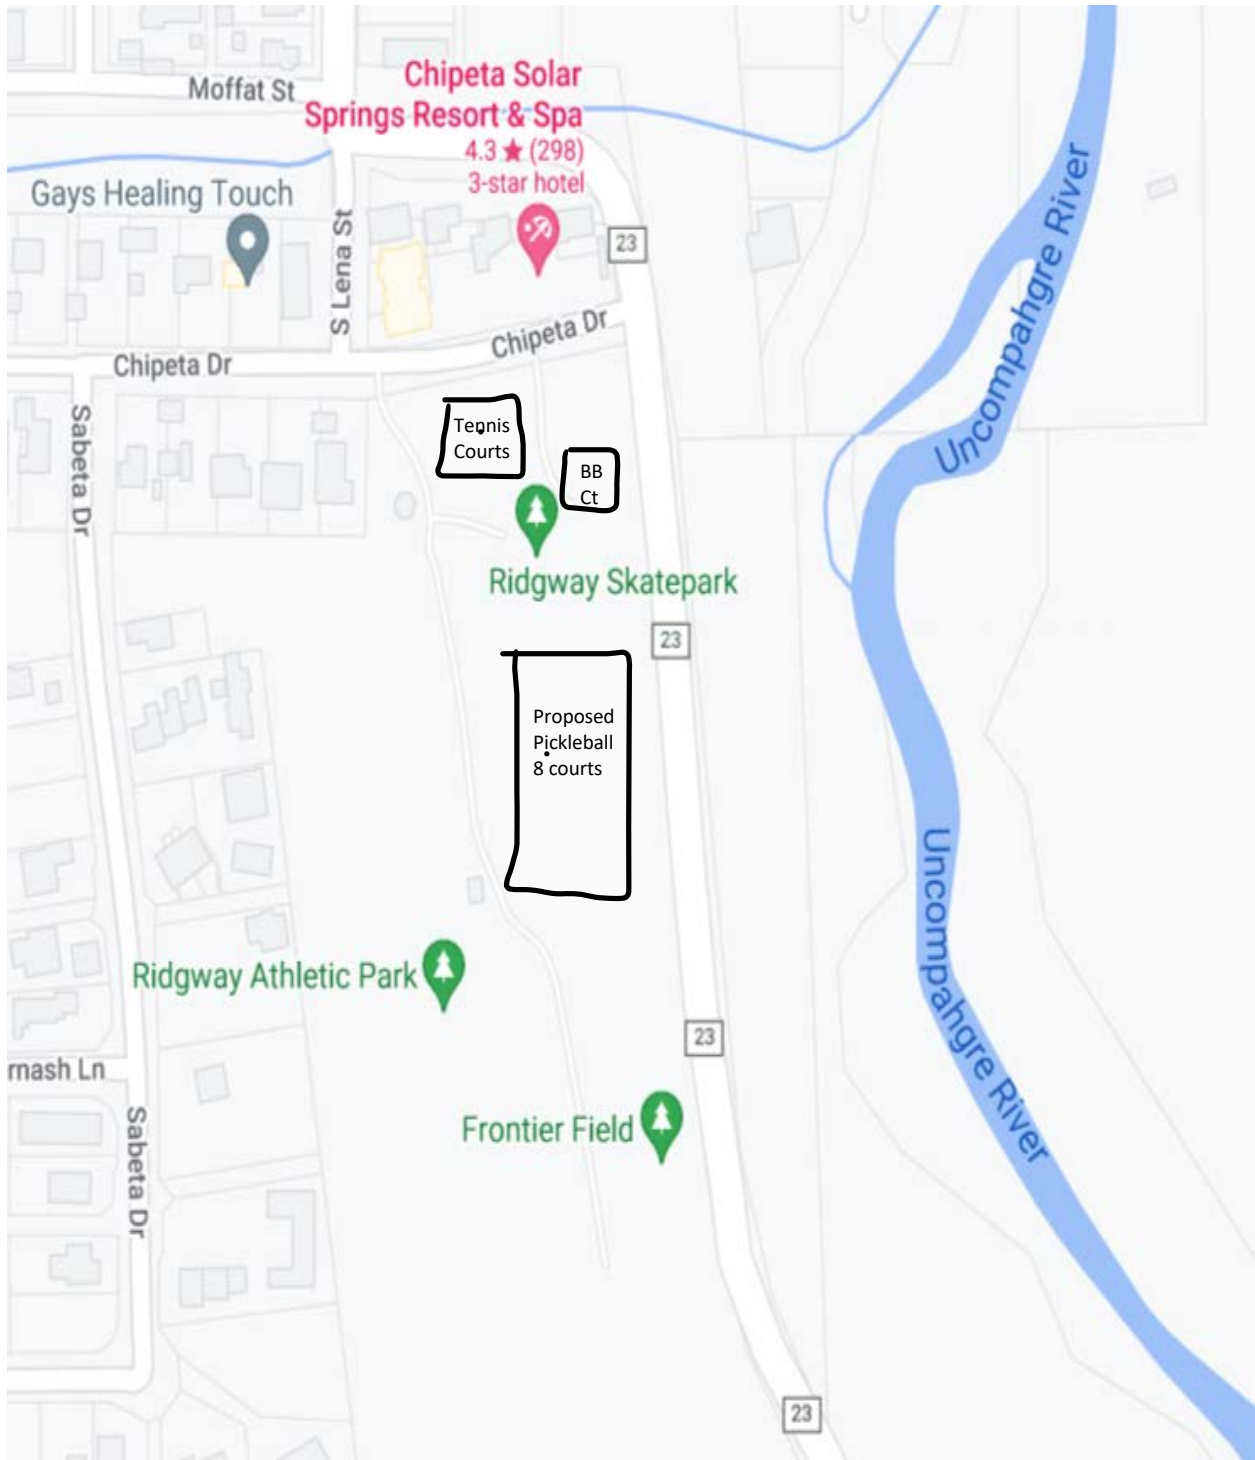 Moffat St
Chipeta Solar
Springs Resort & Spa
4.3 ★ (298)
3-star hotel
Gays Healing Touch
S Lena St
23
Chipeta Dr
Chipeta Dr
Uncompahgre River
Sabeta Dr
Tennis
Courts
BB
Ct
Ridgway Skatepark
23
Proposed
Pickleball
8 courts
Uncompahgre River
Ridgway Athletic Park
23
rnash Ln
Frontier Field
Sabeta Dr
23